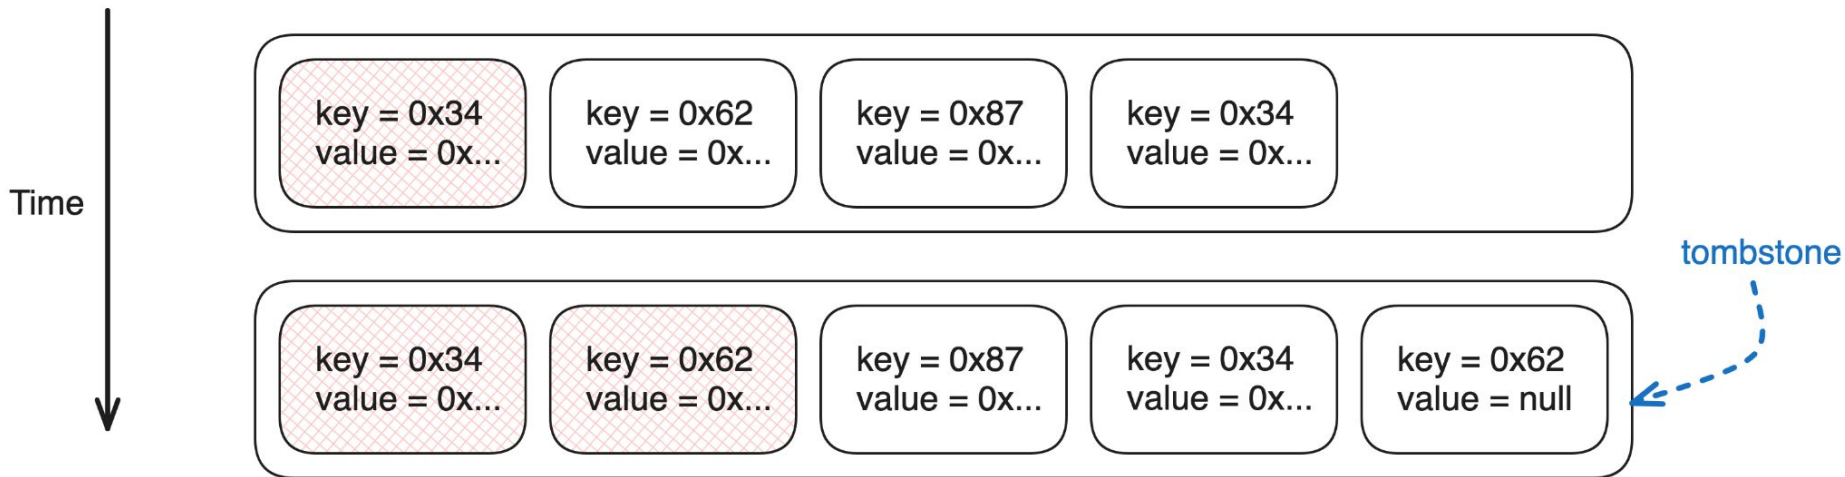 key = 0x34
value = 0x...
key = 0x62
value = 0x...
key = 0x87
value = 0x...
key = 0x34
value = 0x...
Time
tombstone
key = 0x34
value = 0x...
key = 0x62
value = 0x...
key = 0x87
value = 0x...
key = 0x34
value = 0x...
key = 0x62
value = null